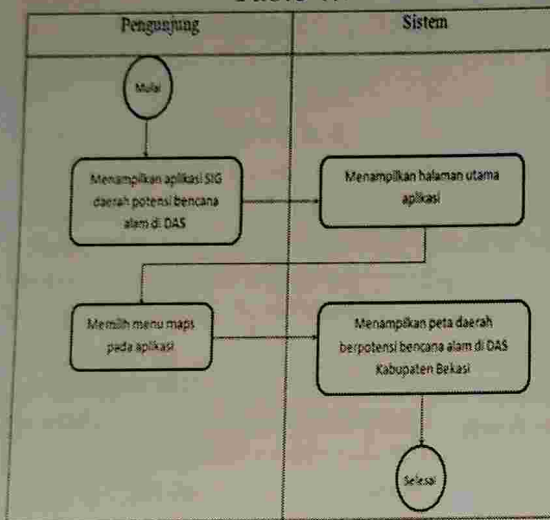 Pengunjung
Sistem
Mulai
Menampilkan aplikasi SIG
daerah potensi bencana
alam di DAS
Menampilkan halaman utama
aplikasi
Memilih menu maps
pada aplikasi
Menampilkan peta daerah
berpotensi bencana alam di DAS
Kabupaten Bekasi
Selesai